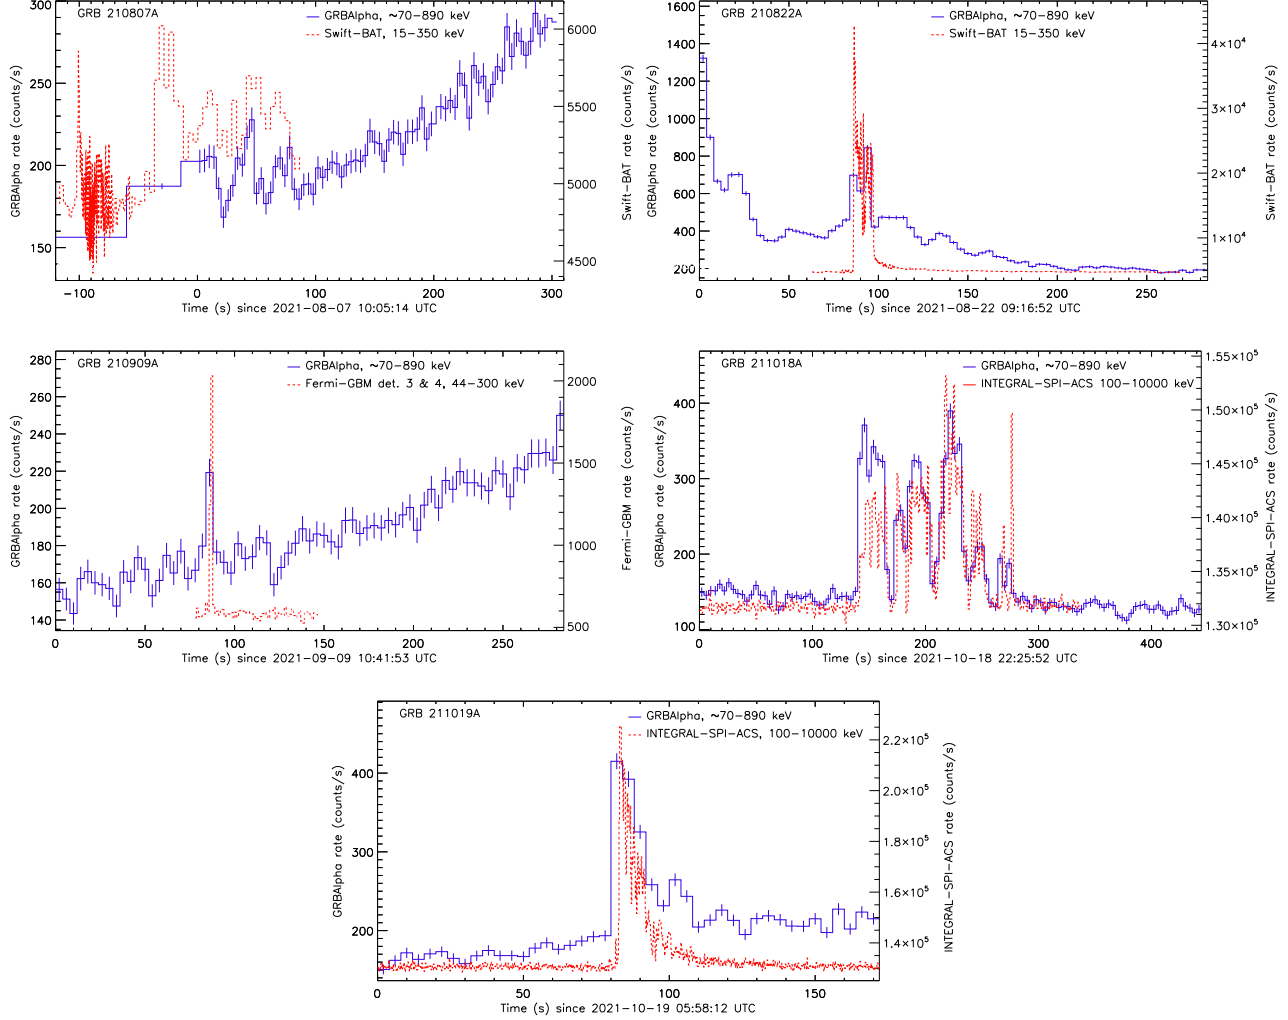 GRB 210807A
GRBAlpha, ~70-890 keV
Swift-BAT, 15-350 keV
GRBAlpha rate (counts/s)
300
250
200
150
6000
5500
5000
4500
Swift-BAT rate (counts/s)
-100 0 100 200 300
Time (s) since 2021-08-07 10:05:14 UTC
GRB 210822A
GRBAlpha, ~70-890 keV
Swift-BAT 15-350 keV
GRBAlpha rate (counts/s)
1600
1400
1200
1000
800
600
400
200
4×10⁴
3×10⁴
2×10⁴
1×10⁴
Swift-BAT rate (counts/s)
0 50 100 150 200 250
Time (s) since 2021-08-22 09:16:52 UTC
GRB 210909A
GRBAlpha, ~70-890 keV
Fermi-GBM det. 3 & 4, 44-300 keV
GRBAlpha rate (counts/s)
280
260
240
220
200
180
160
140
2000
1500
1000
500
Fermi-GBM rate (counts/s)
0 50 100 150 200 250
Time (s) since 2021-09-09 10:41:53 UTC
GRB 211018A
GRBAlpha, ~70-890 keV
INTEGRAL-SPI-ACS 100-10000 keV
GRBAlpha rate (counts/s)
400
300
200
100
1.55×10⁵
1.50×10⁵
1.45×10⁵
1.40×10⁵
1.35×10⁵
1.30×10⁵
INTEGRAL-SPI-ACS rate (counts/s)
0 100 200 300 400
Time (s) since 2021-10-18 22:25:52 UTC
GRB 211019A
GRBAlpha, ~70-890 keV
INTEGRAL-SPI-ACS, 100-10000 keV
GRBAlpha rate (counts/s)
400
300
200
2.2×10⁵
2.0×10⁵
1.8×10⁵
1.6×10⁵
1.4×10⁵
INTEGRAL-SPI-ACS rate (counts/s)
0 50 100 150
Time (s) since 2021-10-19 05:58:12 UTC